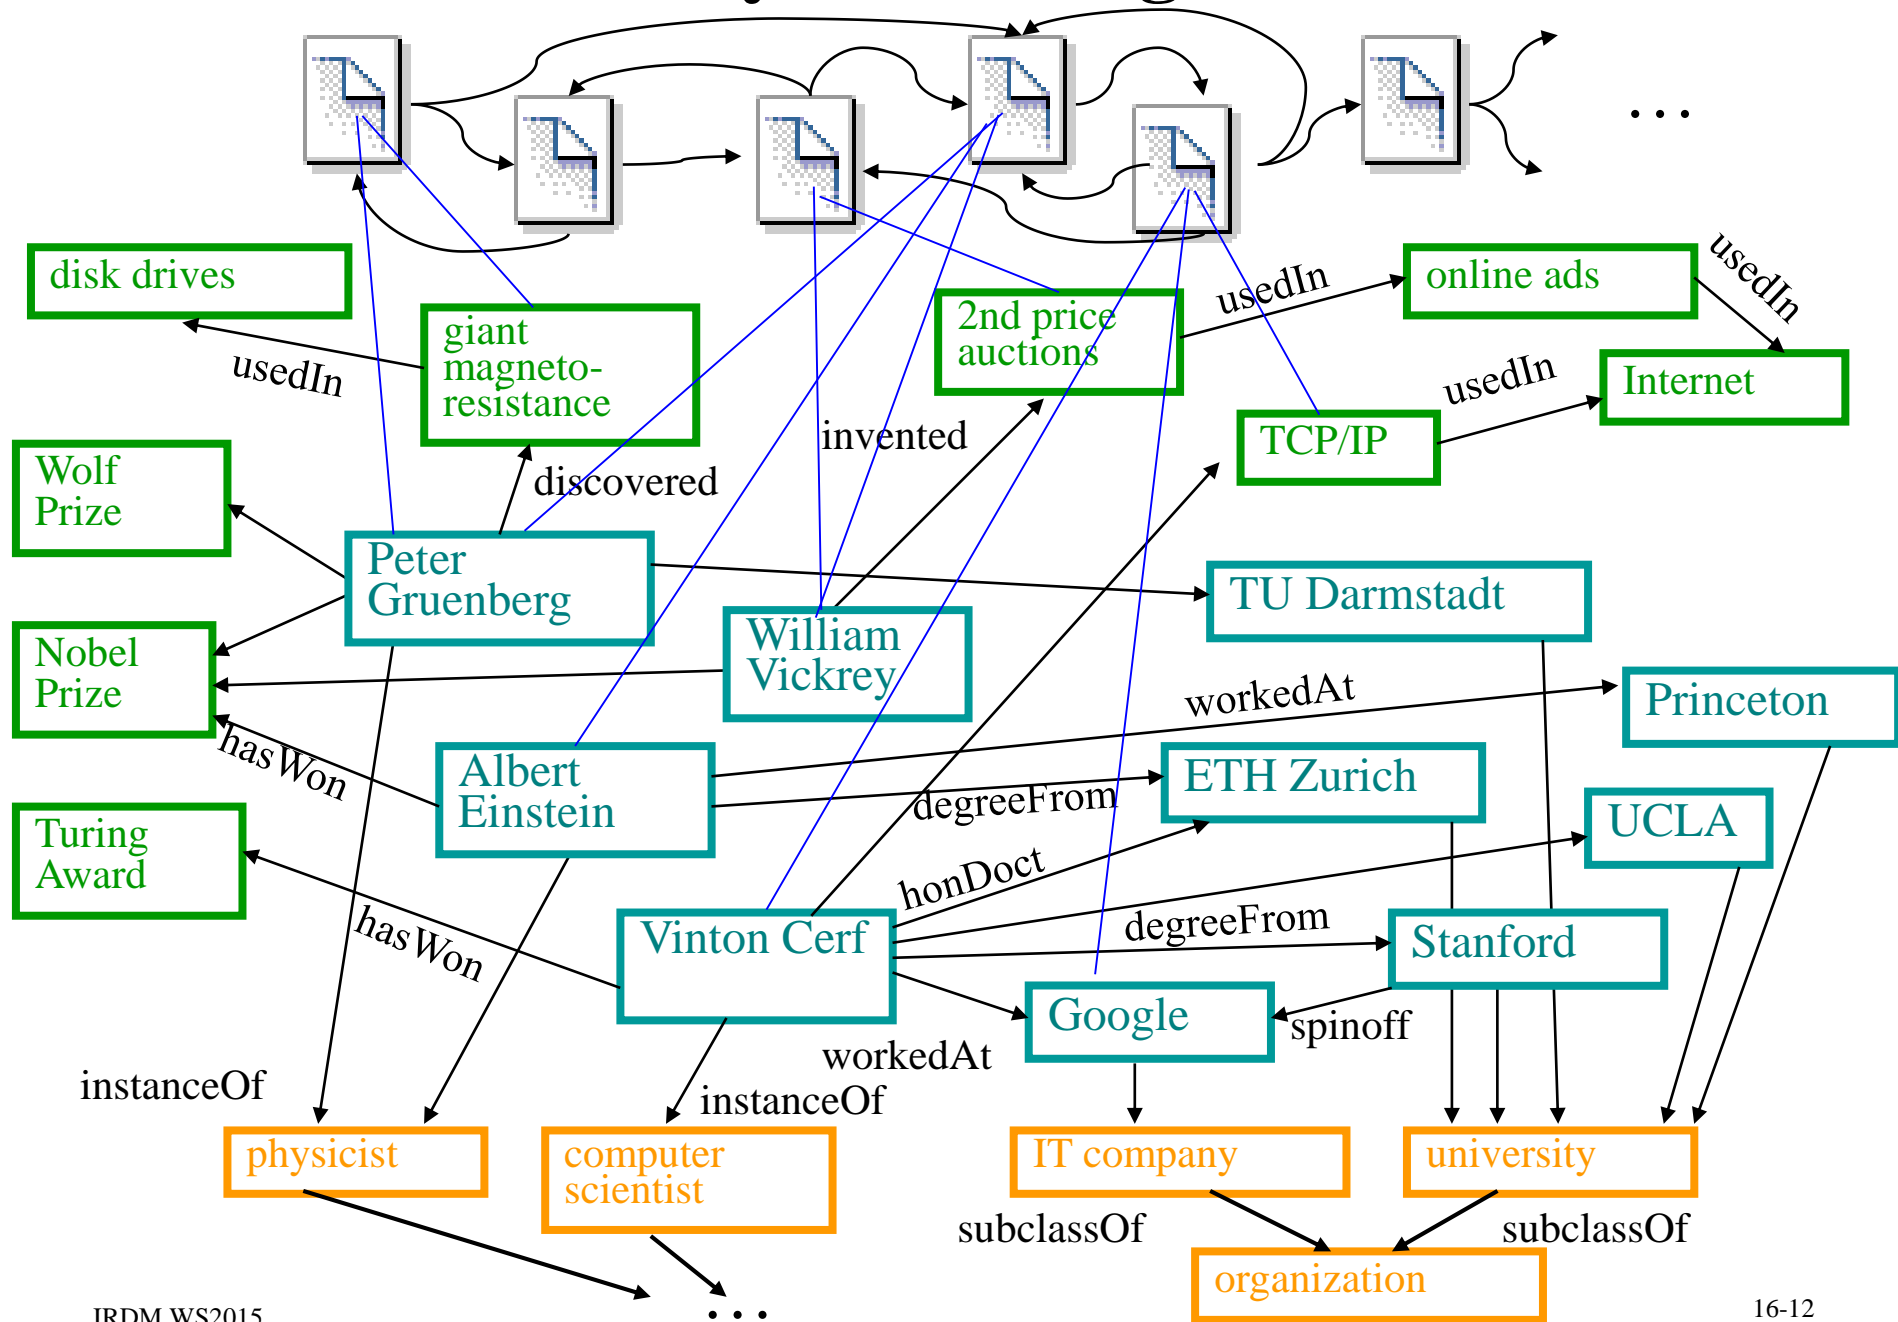 ...
disk drives
usedIn
online ads
usedIn
giant
magneto-
resistance
2nd price
auctions
usedIn
usedIn
Internet
invented
TCP/IP
Wolf
Prize
discovered
Peter
Gruenberg
TU Darmstadt
William
Vickrey
Nobel
Prize
workedAt
Princeton
hasWon
Albert
Einstein
degreeFrom
ETH Zurich
UCLA
Turing
Award
honDoct
hasWon
Vinton Cerf
degreeFrom
Stanford
Google
spinoff
workedAt
instanceOf
instanceOf
physicist
computer
scientist
IT company
university
subclassOf
subclassOf
organization
...
IRDM WS2015
16-12